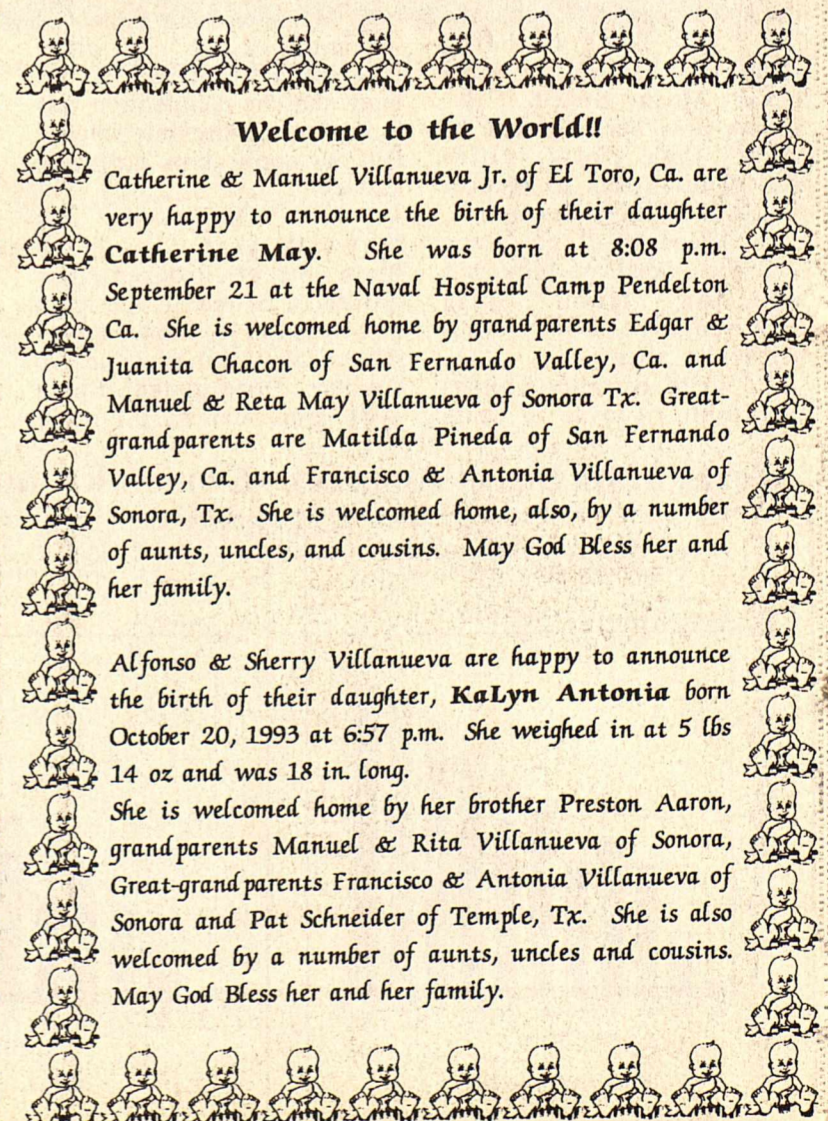 Welcome to the World!!
Catherine & Manuel Villanueva Jr. of El Toro, Ca. are
very happy to announce the birth of their daughter
Catherine May. She was born at 8:08 p.m.
September 21 at the Naval Hospital Camp Pendelton
Ca. She is welcomed home by grandparents Edgar &
Juanita Chacon of San Fernando Valley, Ca. and
Manuel & Reta May Villanueva of Sonora Tx. Great-
grandparents are Matilda Pineda of San Fernando
Valley, Ca. and Francisco & Antonia Villanueva of
Sonora, Tx. She is welcomed home, also, by a number
of aunts, uncles, and cousins. May God Bless her and
her family.
Alfonso & Sherry Villanueva are happy to announce
the birth of their daughter, KaLyn Antonia born
October 20, 1993 at 6:57 p.m. She weighed in at 5 lbs
14 oz and was 18 in. long.
She is welcomed home by her brother Preston Aaron,
grandparents Manuel & Rita Villanueva of Sonora,
Great-grandparents Francisco & Antonia Villanueva of
Sonora and Pat Schneider of Temple, Tx. She is also
welcomed by a number of aunts, uncles and cousins.
May God Bless her and her family.